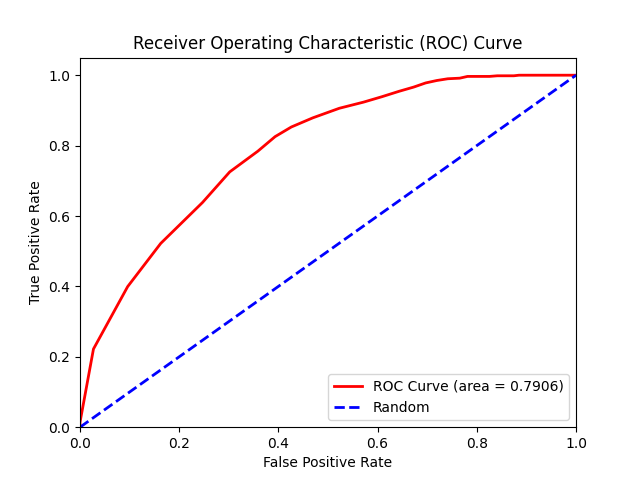 Receiver Operating Characteristic (ROC) Curve
True Positive Rate
1.0
0.8
0.6
0.4
0.2
0.0
ROC Curve (area = 0.7906)
Random
0.0 0.2 0.4 0.6 0.8 1.0
False Positive Rate